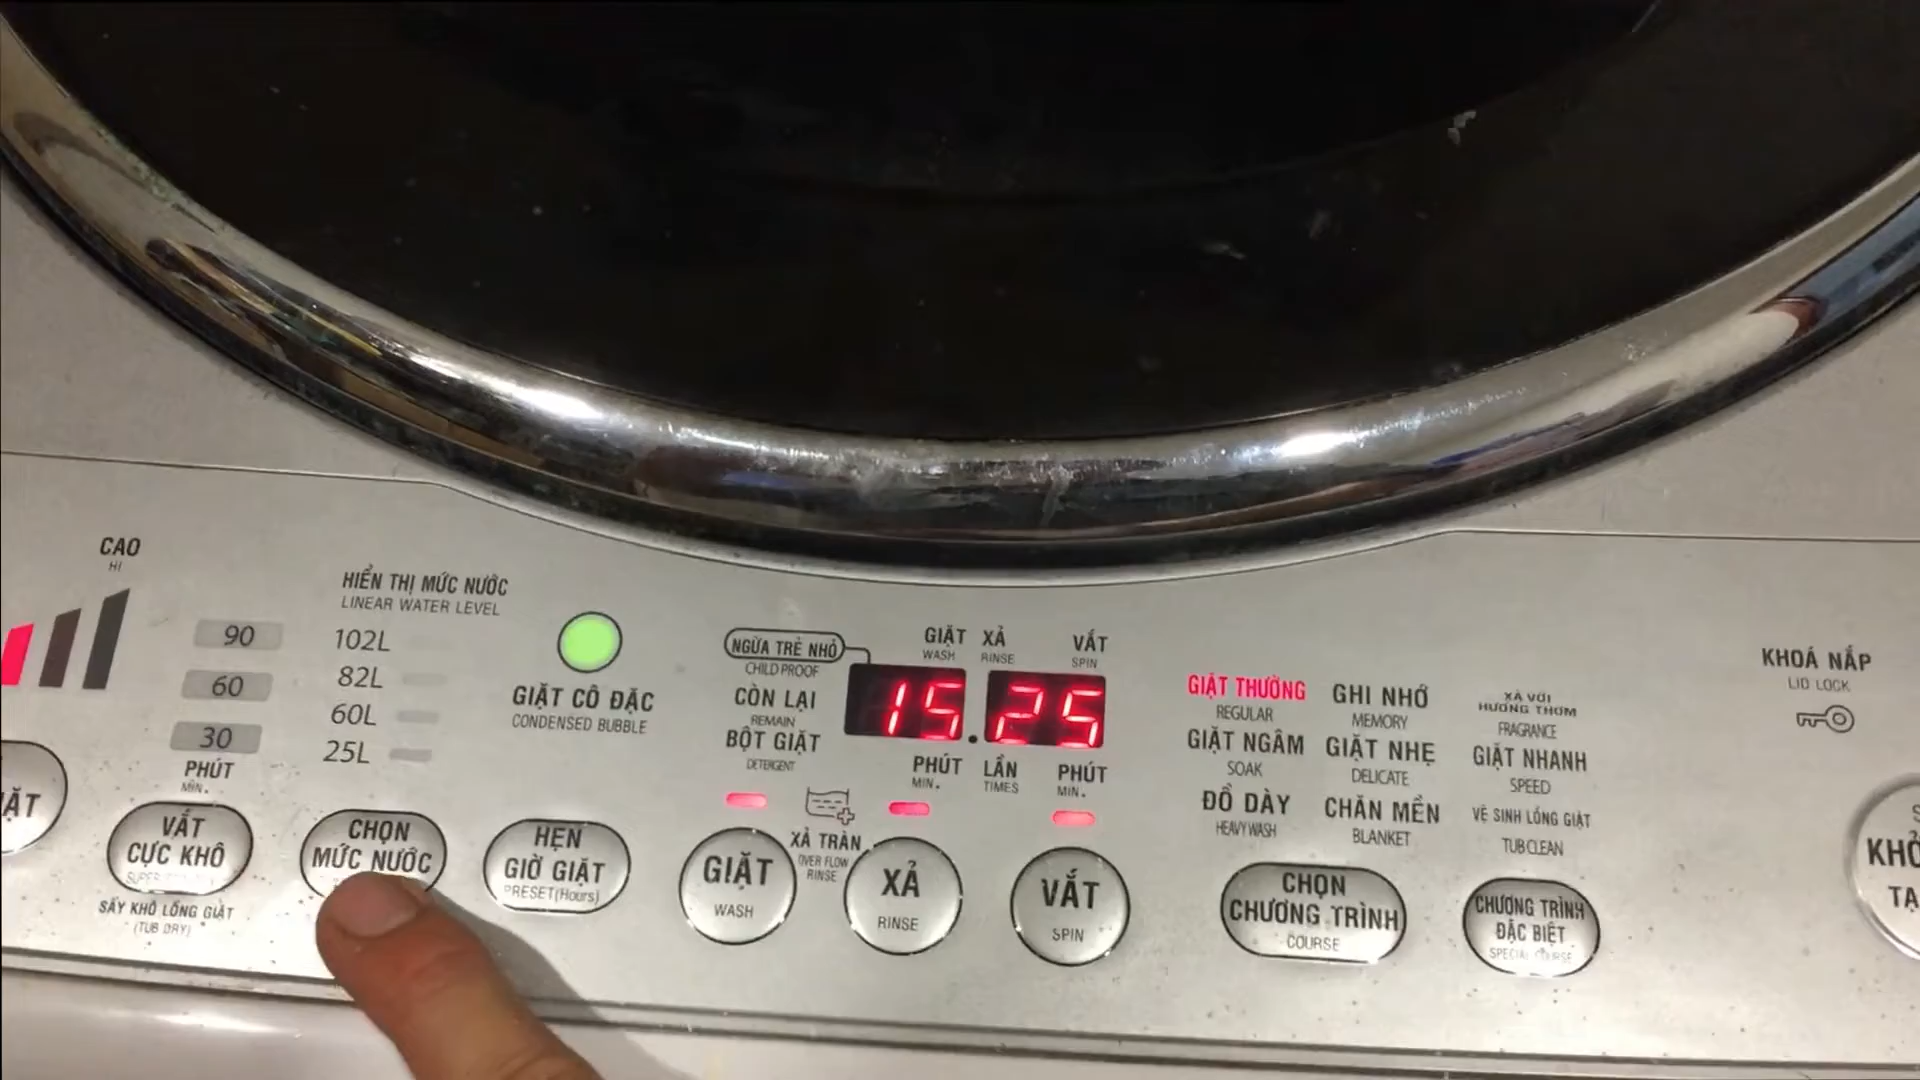 CAO
HI
90
60
30
PHÚT
MIN.
HIỂN THỊ MỨC NƯỚC
LINEAR WATER LEVEL
102L
82L
60L
25L
GIẶT CÔ ĐẶC
CONDENSED BUBBLE
NGỪA TRẺ NHỎ
CHILD PROOF
CÒN LẠI
REMAIN
BỘT GIẶT
DETERGENT
GIẶT
WASH
XẢ
RINSE
VẮT
SPIN
15.25
PHÚT
MIN.
LẦN
TIMES
PHÚT
MIN.
GIẶT THƯỜNG
REGULAR
GIẶT NGÂM
SOAK
ĐỒ DÀY
HEAVY WASH
GHI NHỚ
MEMORY
GIẶT NHẸ
DELICATE
CHĂN MỀN
BLANKET
XẢ VỚI
HƯƠNG THƠM
FRAGRANCE
GIẶT NHANH
SPEED
VỆ SINH LỒNG GIẶT
TUB CLEAN
KHOÁ NẮP
LID LOCK
VẮT
CỰC KHÔ
SẤY KHÔ LỒNG GIẶT
(TUB DRY)
CHỌN
MỨC NƯỚC
HẸN
GIỜ GIẶT
PRESET(Hours)
GIẶT
WASH
XẢ TRÀN
OVER FLOW
RINSE
XẢ
RINSE
VẮT
SPIN
CHỌN
CHƯƠNG TRÌNH
COURSE
CHƯƠNG TRÌNH
ĐẶC BIỆT
SPECIAL COURSE